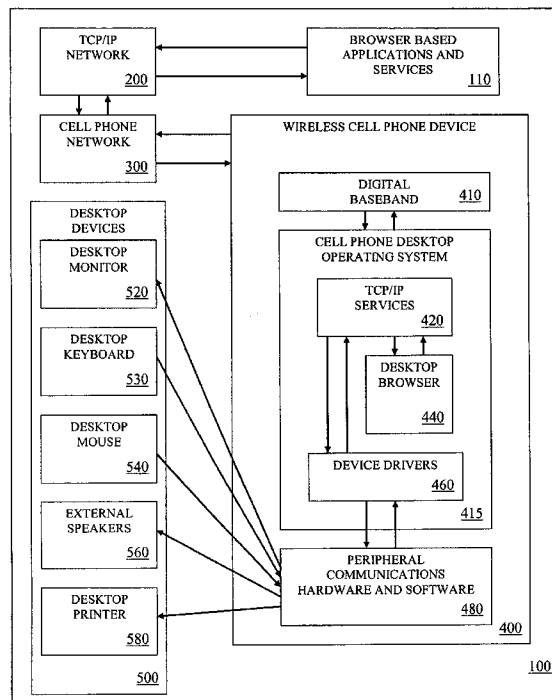 TCP/IP
NETWORK
200
BROWSER BASED
APPLICATIONS AND
SERVICES
110
CELL PHONE
NETWORK
300
WIRELESS CELL PHONE DEVICE
DIGITAL
BASEBAND
410
CELL PHONE DESKTOP
OPERATING SYSTEM
TCP/IP
SERVICES
420
DESKTOP
BROWSER
440
DEVICE DRIVERS
460
415
PERIPHERAL
COMMUNICATIONS
HARDWARE AND SOFTWARE
480
400
DESKTOP
DEVICES
DESKTOP
MONITOR
520
DESKTOP
KEYBOARD
530
DESKTOP
MOUSE
540
EXTERNAL
SPEAKERS
560
DESKTOP
PRINTER
580
500
100